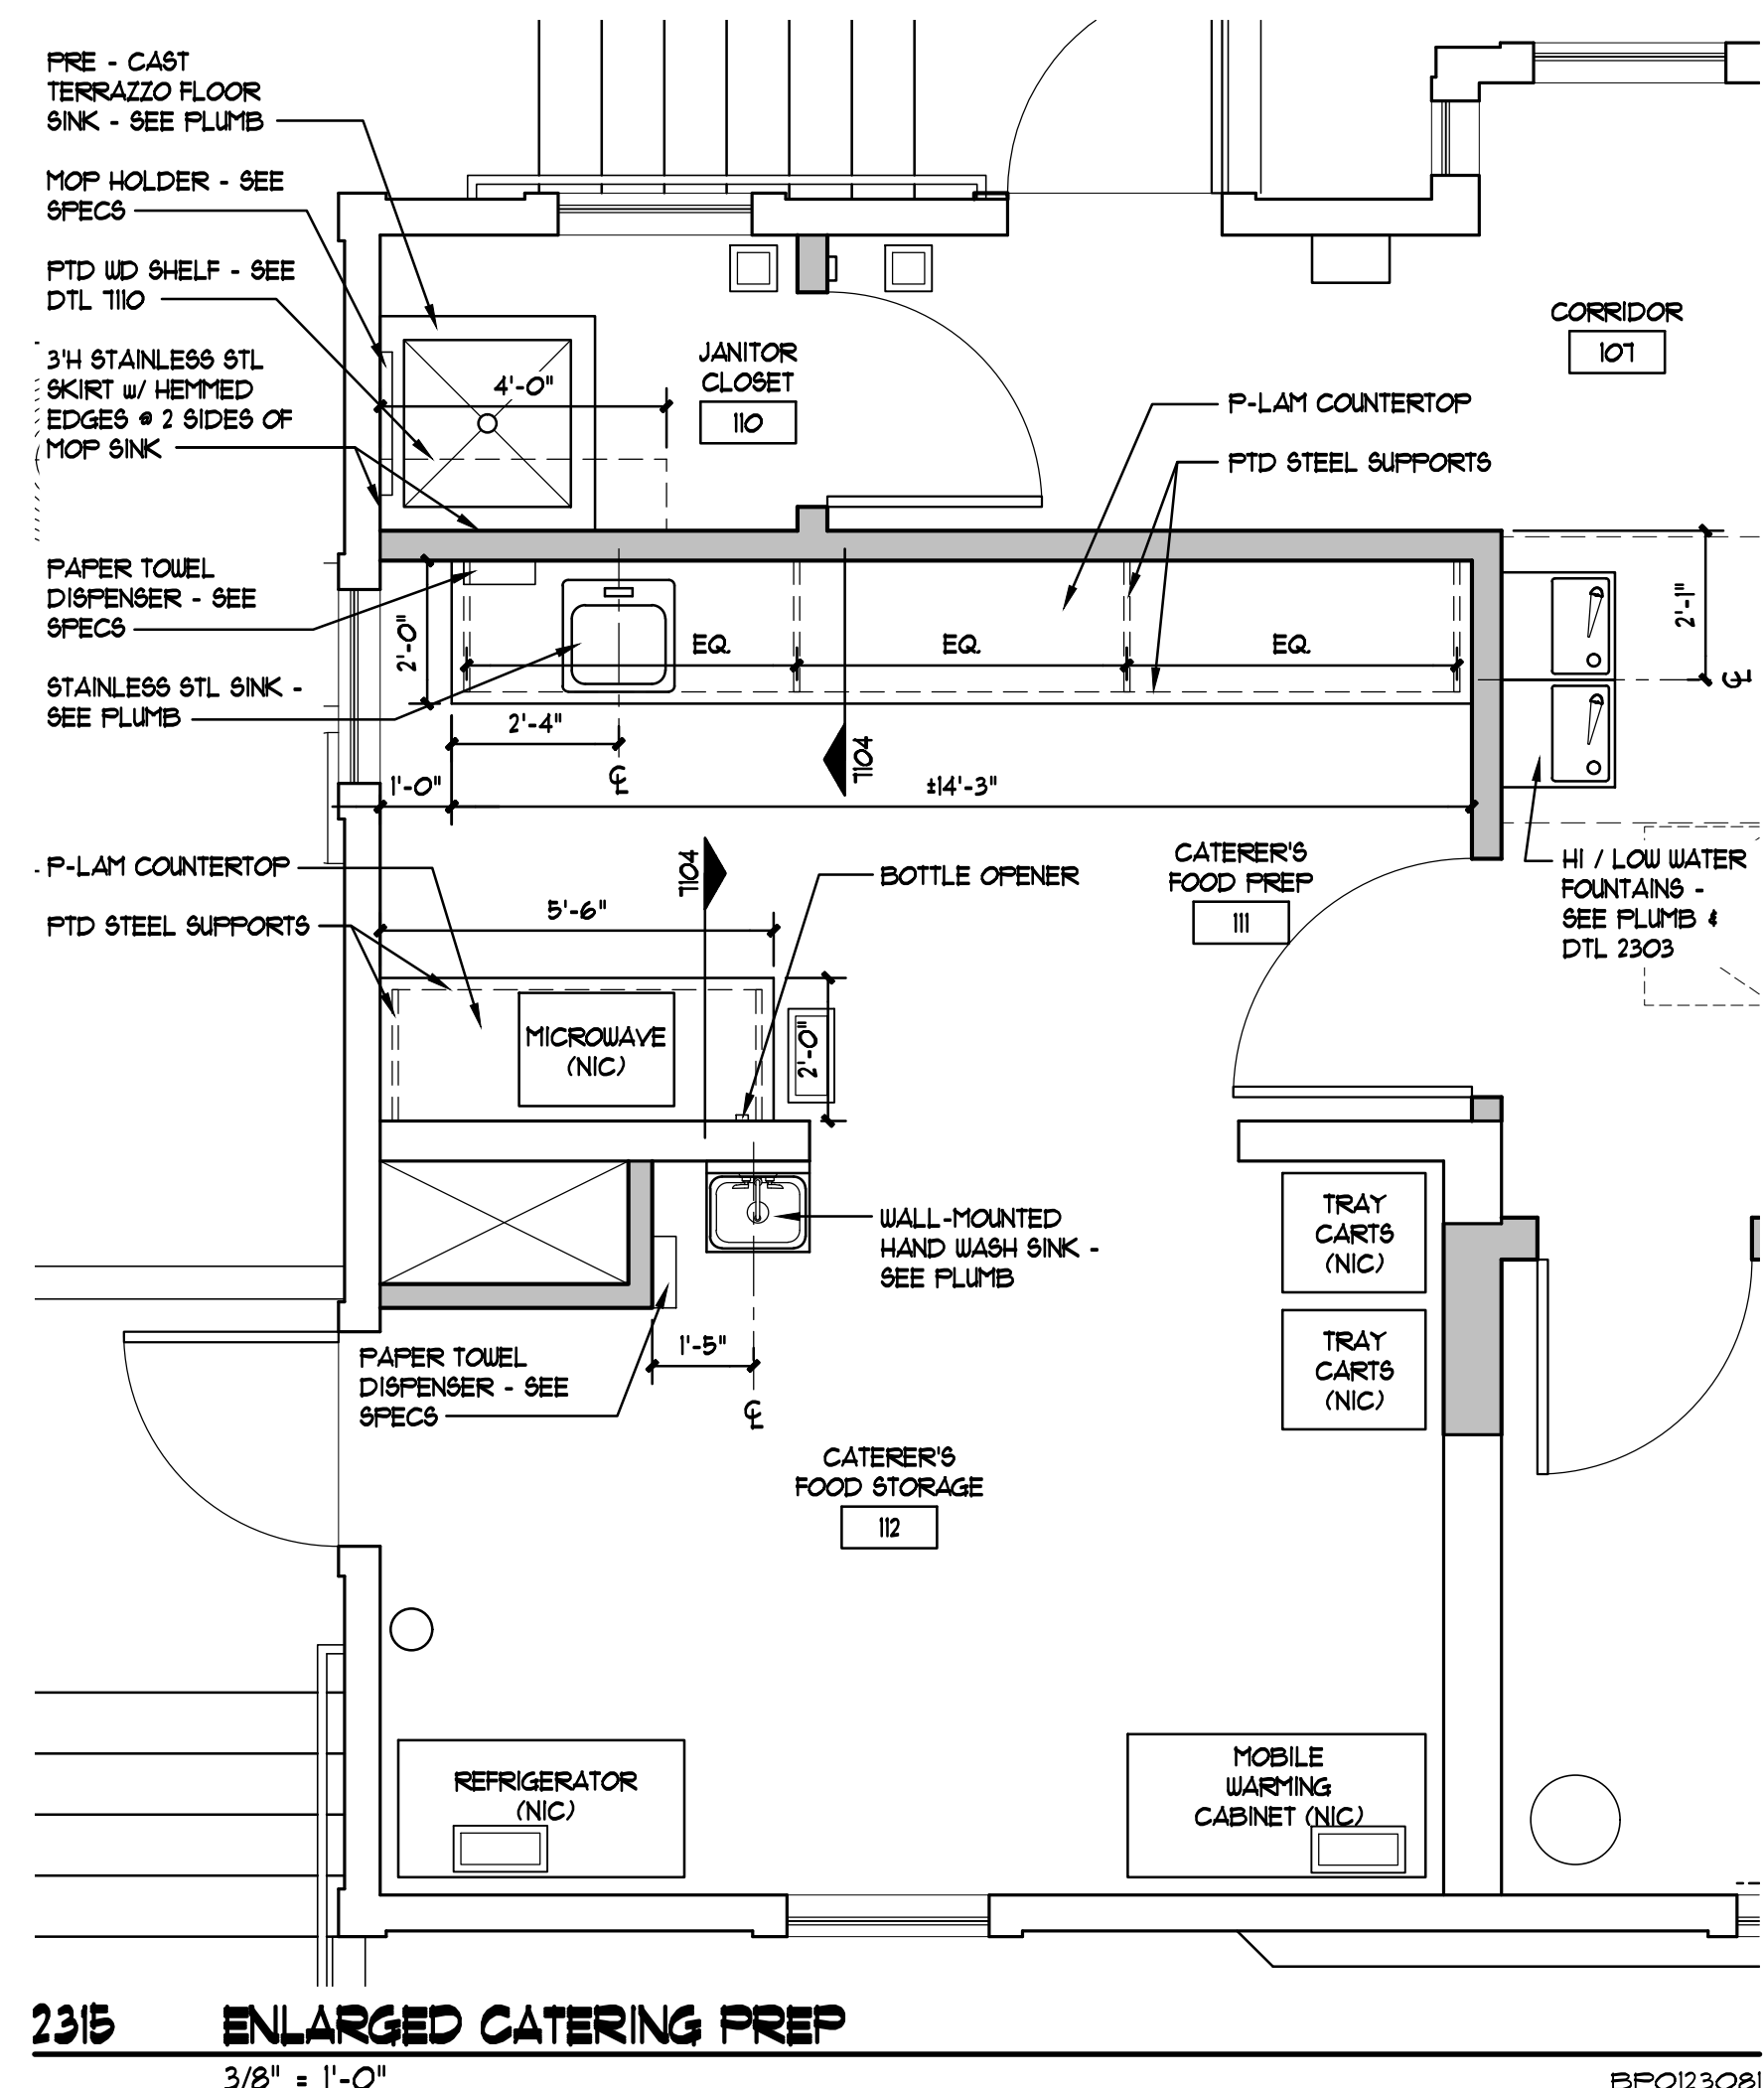 PRE - CAST
TERRAZZO FLOOR
SINK - SEE PLUMB
MOP HOLDER - SEE
SPECS
PTD WD SHELF - SEE
DTL 7110
3'H STAINLESS STL
SKIRT w/ HEMMED
EDGES @ 2 SIDES OF
MOP SINK
4'-0"
JANITOR
CLOSET
110
CORRIDOR
107
P-LAM COUNTERTOP
PTD STEEL SUPPORTS
PAPER TOWEL
DISPENSER - SEE
SPECS
STAINLESS STL SINK -
SEE PLUMB
2'-0"
EQ.
EQ.
EQ.
2'-1"
℄
2'-4"
℄
7104
1'-0"
±14'-3"
P-LAM COUNTERTOP
PTD STEEL SUPPORTS
7104
5'-6"
BOTTLE OPENER
CATERER'S
FOOD PREP
111
HI / LOW WATER
FOUNTAINS -
SEE PLUMB &
DTL 2303
MICROWAVE
(NIC)
2'-0"
WALL-MOUNTED
HAND WASH SINK -
SEE PLUMB
TRAY
CARTS
(NIC)
TRAY
CARTS
(NIC)
PAPER TOWEL
DISPENSER - SEE
SPECS
1'-5"
℄
CATERER'S
FOOD STORAGE
112
REFRIGERATOR
(NIC)
MOBILE
WARMING
CABINET (NIC)
2315 ENLARGED CATERING PREP
3/8" = 1'-0"
BP0123081